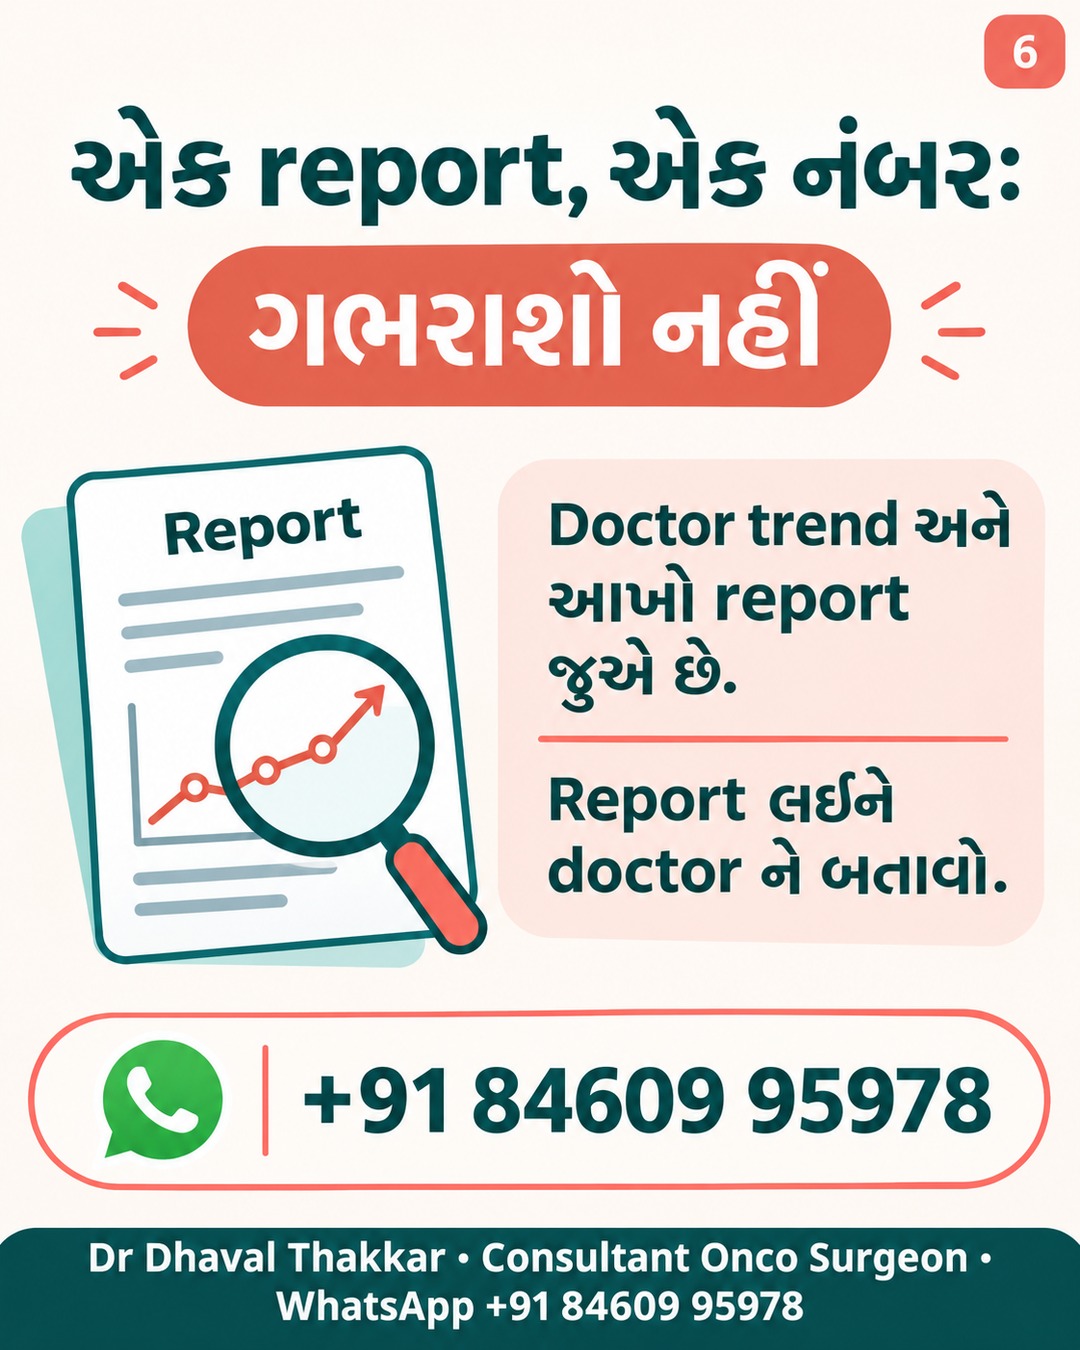 6
એક report, એક નંબર:
ગભરાશો નહીં
Report
Doctor trend અને
આખો report
જુએ છે.
Report લઈને
doctor ને બતાવો.
+91 84609 95978
Dr Dhaval Thakkar • Consultant Onco Surgeon •
WhatsApp +91 84609 95978